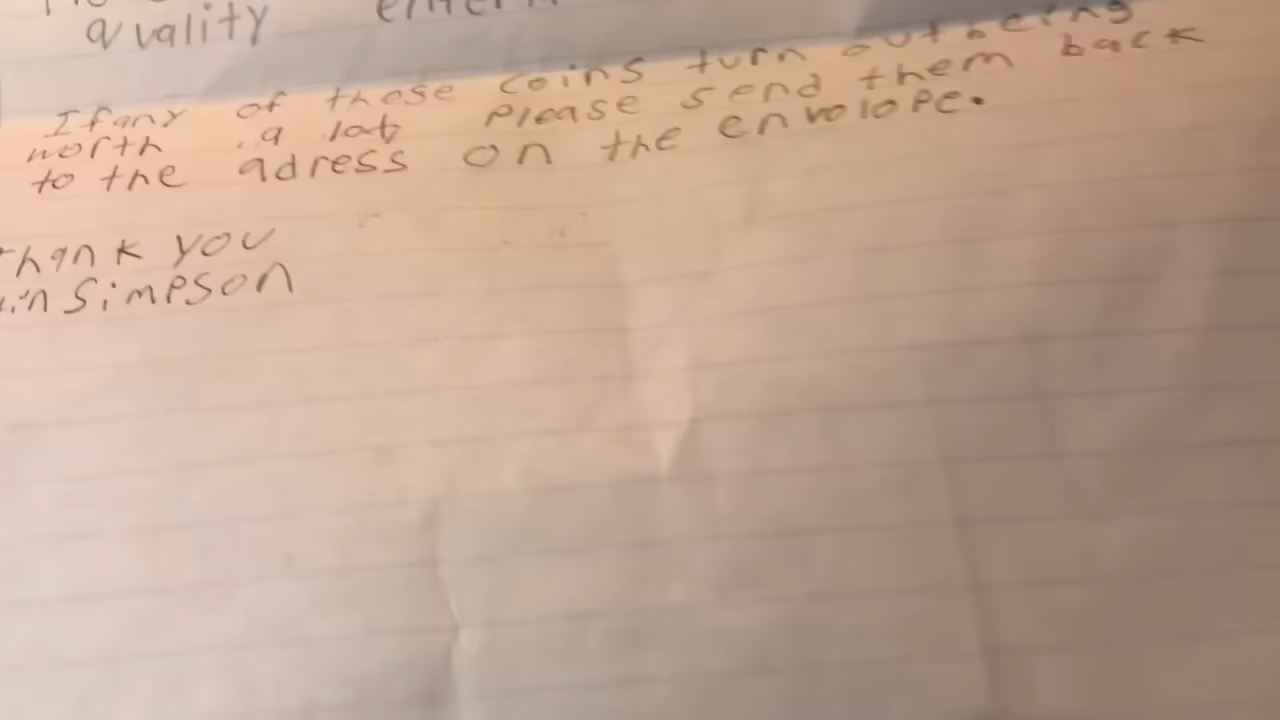 quality
If any of these coins turn out being
worth a lot Please send them back
to the adress on the envolope.
thank you
Simpson